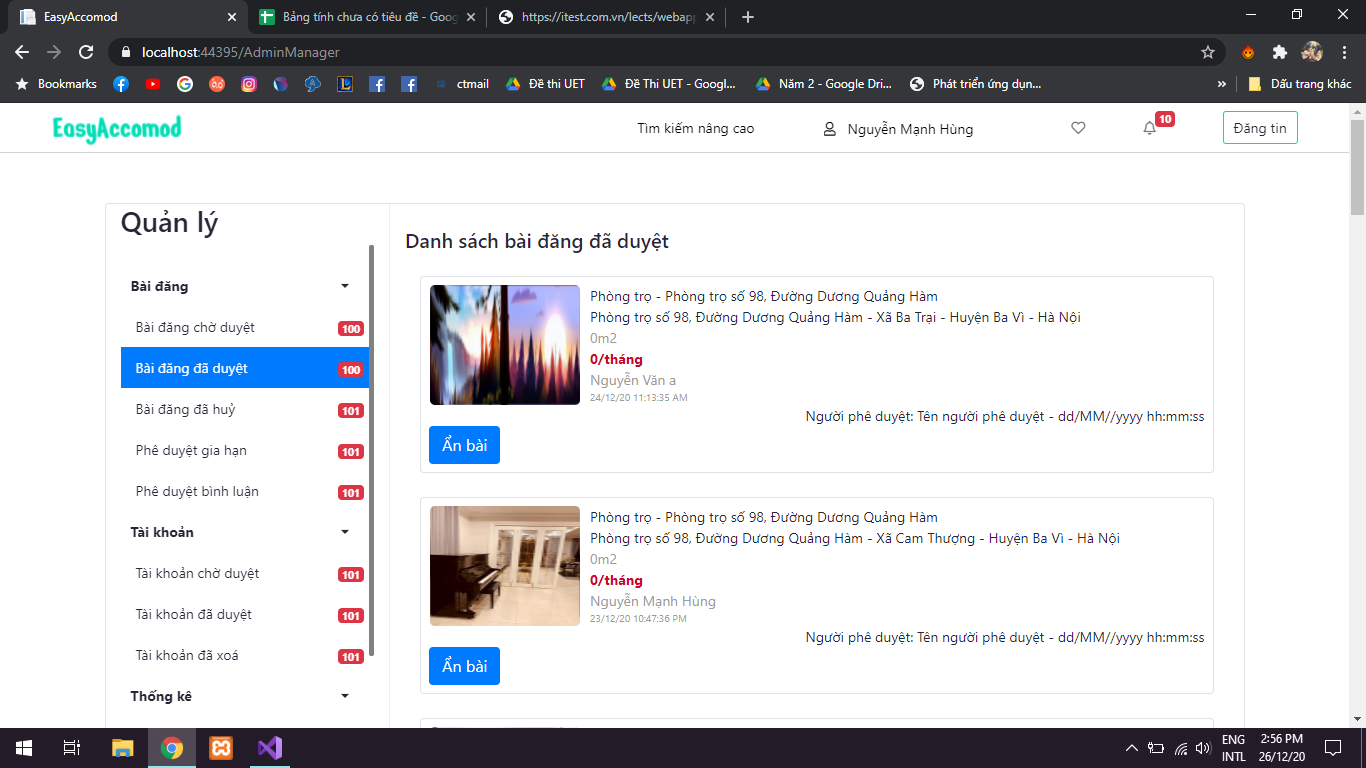 EasyAccomod
Bảng tính chưa có tiêu đề - Goog
https://itest.com.vn/lects/webapp
localhost:44395/AdminManager
Bookmarks
ctmail
Đề thi UET
Đề Thi UET - Googl...
Năm 2 - Google Dri...
Phát triển ứng dụn...
»
Dấu trang khác
EasyAccomod
Tìm kiếm nâng cao
Nguyễn Mạnh Hùng
10
Đăng tin
Quản lý
Bài đăng
Bài đăng chờ duyệt 100
Bài đăng đã duyệt 100
Bài đăng đã huỷ 101
Phê duyệt gia hạn 101
Phê duyệt bình luận 101
Tài khoản
Tài khoản chờ duyệt 101
Tài khoản đã duyệt 101
Tài khoản đã xoá 101
Thống kê
Danh sách bài đăng đã duyệt
Phòng trọ - Phòng trọ số 98, Đường Dương Quảng Hàm
Phòng trọ số 98, Đường Dương Quảng Hàm - Xã Ba Trại - Huyện Ba Vì - Hà Nội
0m2
0/tháng
Nguyễn Văn a
24/12/20 11:13:35 AM
Người phê duyệt: Tên người phê duyệt - dd/MM//yyyy hh:mm:ss
Ẩn bài
Phòng trọ - Phòng trọ số 98, Đường Dương Quảng Hàm
Phòng trọ số 98, Đường Dương Quảng Hàm - Xã Cam Thượng - Huyện Ba Vì - Hà Nội
0m2
0/tháng
Nguyễn Mạnh Hùng
23/12/20 10:47:36 PM
Người phê duyệt: Tên người phê duyệt - dd/MM//yyyy hh:mm:ss
Ẩn bài
ENG
INTL
2:56 PM
26/12/20